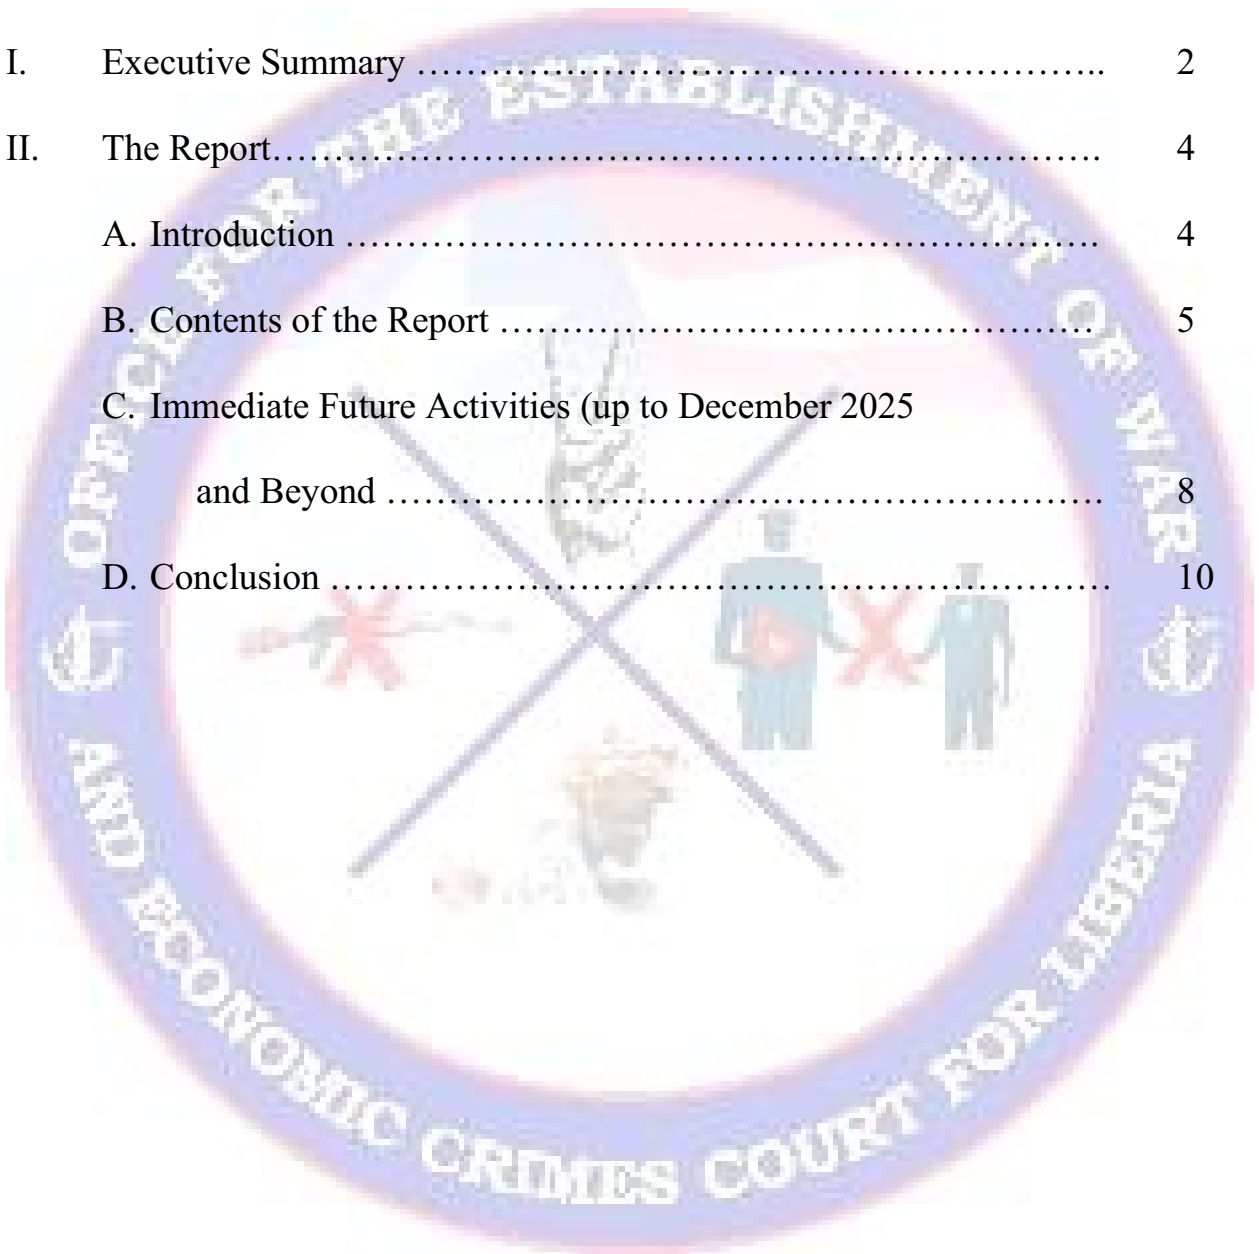 I. Executive Summary ……………………………………………….. 2
II. The Report………………………………………………………… 4
A. Introduction …………………………………………………… 4
B. Contents of the Report ………………………………………… 5
C. Immediate Future Activities (up to December 2025
and Beyond ………………………………………………… 8
D. Conclusion ……………………………………………………… 10
OFFICE FOR THE ESTABLISHMENT OF WAR
AND ECONOMIC CRIMES COURT FOR LIBERIA